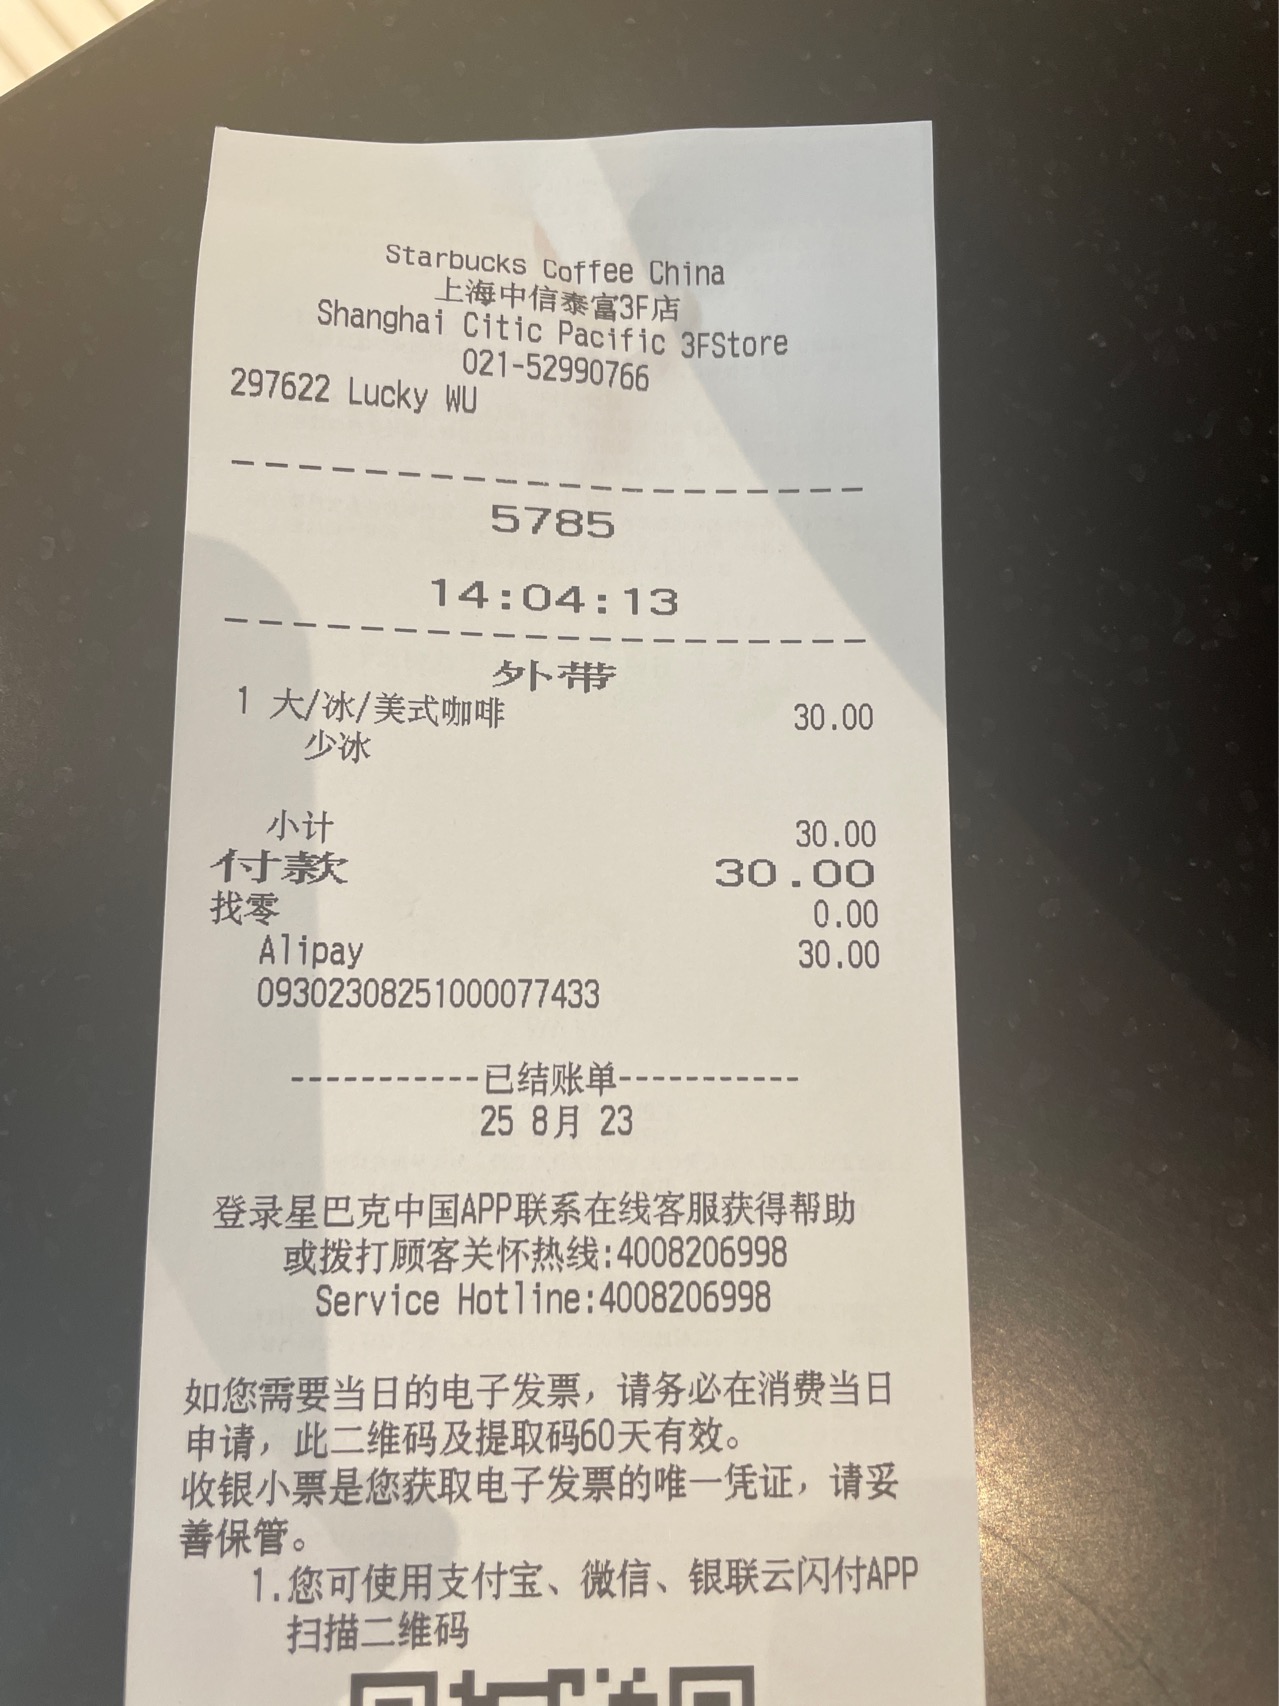 Starbucks Coffee China
上海中信泰富3F店
Shanghai Citic Pacific 3FStore
021-52990766
297622 Lucky WU
--------------------
5785
14:04:13
--------------------
外带
1 大/冰/美式咖啡 30.00
少冰
小计 30.00
付款 30.00
找零 0.00
Alipay 30.00
09302308251000077433
-----------已结账单-----------
25 8月 23
登录星巴克中国APP联系在线客服获得帮助
或拨打顾客关怀热线:4008206998
Service Hotline:4008206998
如您需要当日的电子发票，请务必在消费当日
申请，此二维码及提取码60天有效。
收银小票是您获取电子发票的唯一凭证，请妥
善保管。
1.您可使用支付宝、微信、银联云闪付APP
扫描二维码